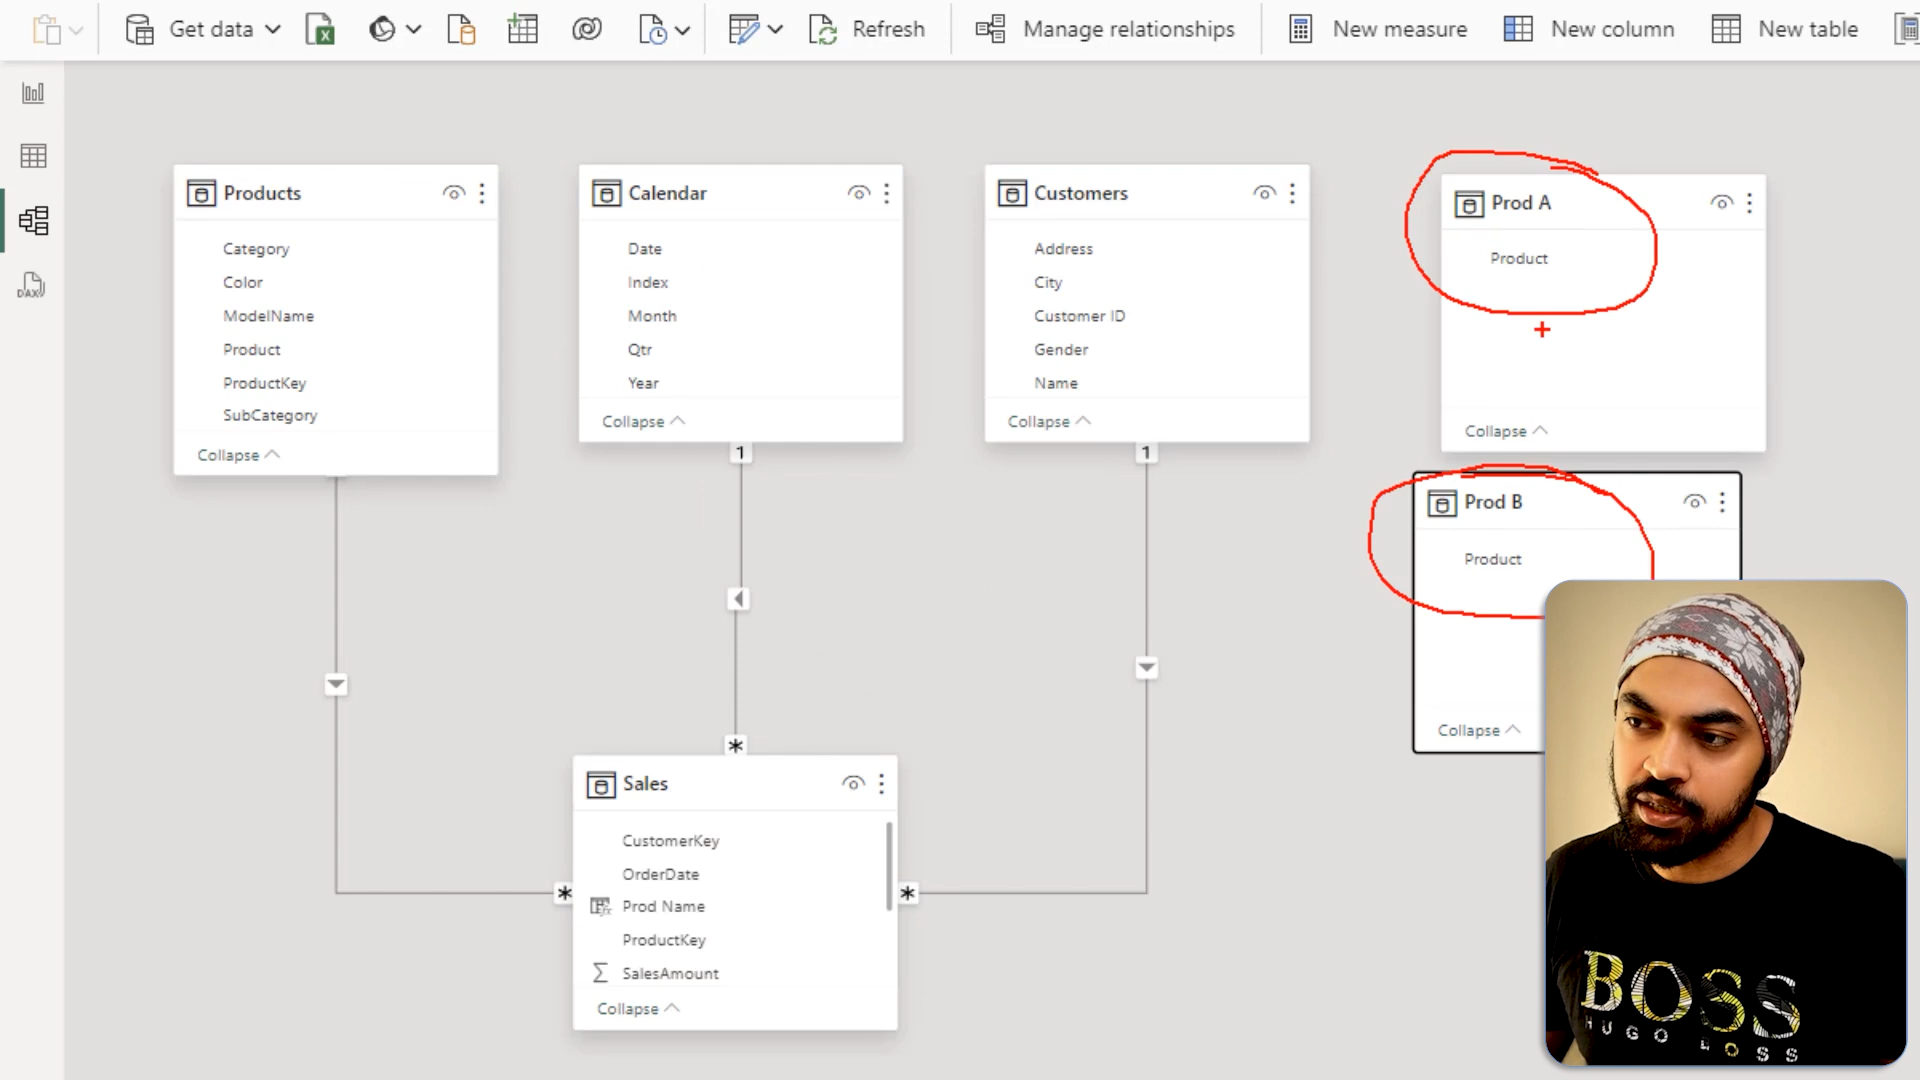 Get data
Refresh
Manage relationships
New measure
New column
New table
DAX
Products
Category
Color
ModelName
Product
ProductKey
SubCategory
Collapse
Calendar
Date
Index
Month
Qtr
Year
Collapse
Customers
Address
City
Customer ID
Gender
Name
Collapse
Prod A
Product
Collapse
Prod B
Product
Collapse
1
1
*
*
*
Sales
CustomerKey
OrderDate
Prod Name
ProductKey
SalesAmount
Collapse
BOSS
HUGO BOSS